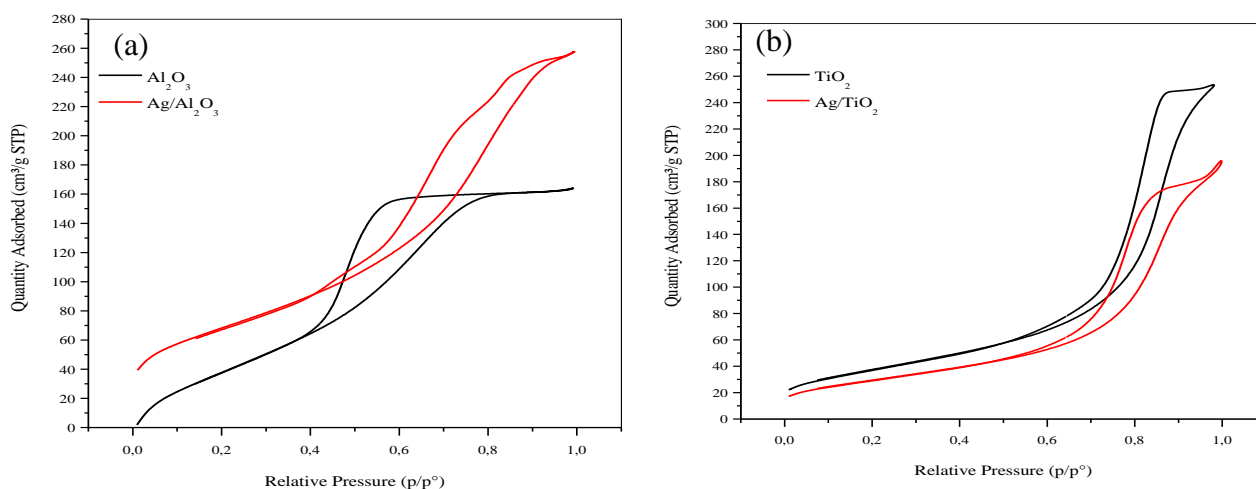 (a)
Al₂O₃
Ag/Al₂O₃
Quantity Adsorbed (cm³/g STP)
280
260
240
220
200
180
160
140
120
100
80
60
40
20
0
0,0 0,2 0,4 0,6 0,8 1,0
Relative Pressure (p/p°)
(b)
TiO₂
Ag/TiO₂
Quantity Adsorbed (cm³/g STP)
300
280
260
240
220
200
180
160
140
120
100
80
60
40
20
0
0,0 0,2 0,4 0,6 0,8 1,0
Relative Pressure (p/p°)